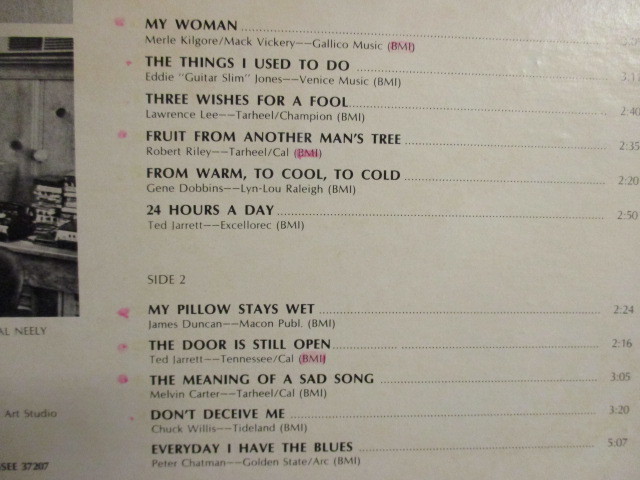 MY WOMAN
Merle Kilgore/Mack Vickery——Gallico Music (BMI)
THE THINGS I USED TO DO 3:13
Eddie "Guitar Slim" Jones——Venice Music (BMI)
THREE WISHES FOR A FOOL 2:40
Lawrence Lee——Tarheel/Champion (BMI)
FRUIT FROM ANOTHER MAN'S TREE 2:35
Robert Riley——Tarheel/Cal (BMI)
FROM WARM, TO COOL, TO COLD 2:20
Gene Dobbins——Lyn-Lou Raleigh (BMI)
24 HOURS A DAY 2:50
Ted Jarrett——Excellorec (BMI)
SIDE 2
MY PILLOW STAYS WET 2:24
James Duncan——Macon Publ. (BMI)
AL NEELY
THE DOOR IS STILL OPEN 2:16
Ted Jarrett——Tennessee/Cal (BMI)
THE MEANING OF A SAD SONG 3:05
Melvin Carter——Tarheel/Cal (BMI)
DON'T DECEIVE ME 3:20
Chuck Willis——Tideland (BMI)
Art Studio
EVERYDAY I HAVE THE BLUES 5:07
Peter Chatman——Golden State/Arc (BMI)
SSEE 37207